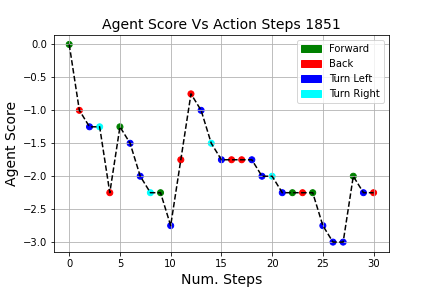 Agent Score Vs Action Steps 1851
Agent Score
0.0
−0.5
−1.0
−1.5
−2.0
−2.5
−3.0
Forward
Back
Turn Left
Turn Right
0 5 10 15 20 25 30
Num. Steps